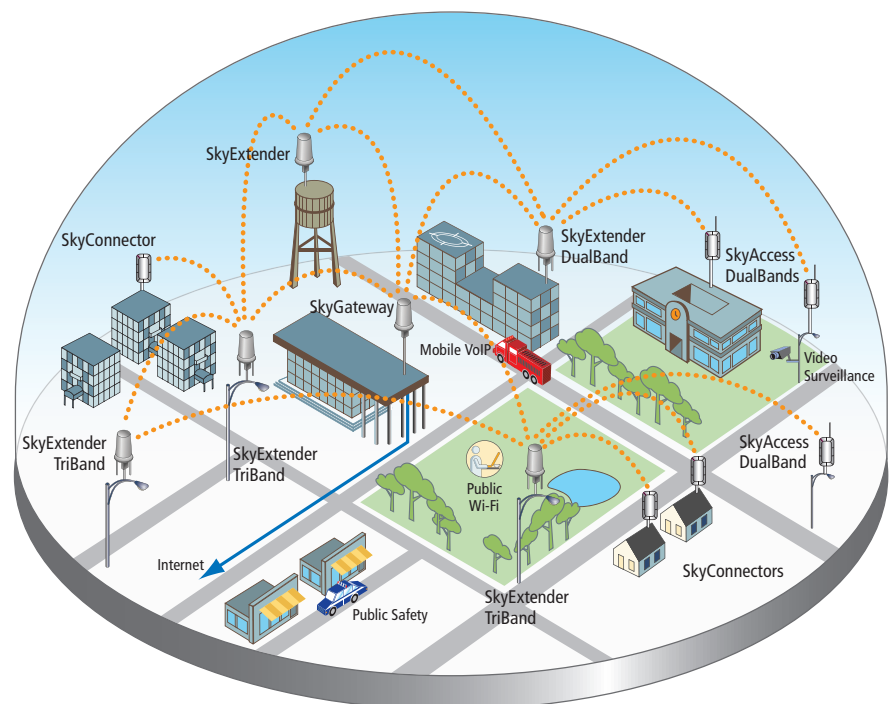 SkyExtender
SkyConnector
SkyExtender
DualBand
SkyAccess
DualBands
SkyGateway
Mobile VoIP
Video
Surveillance
SkyExtender
TriBand
SkyExtender
TriBand
Public
Wi-Fi
SkyAccess
DualBand
Internet
SkyConnectors
SkyExtender
TriBand
Public Safety